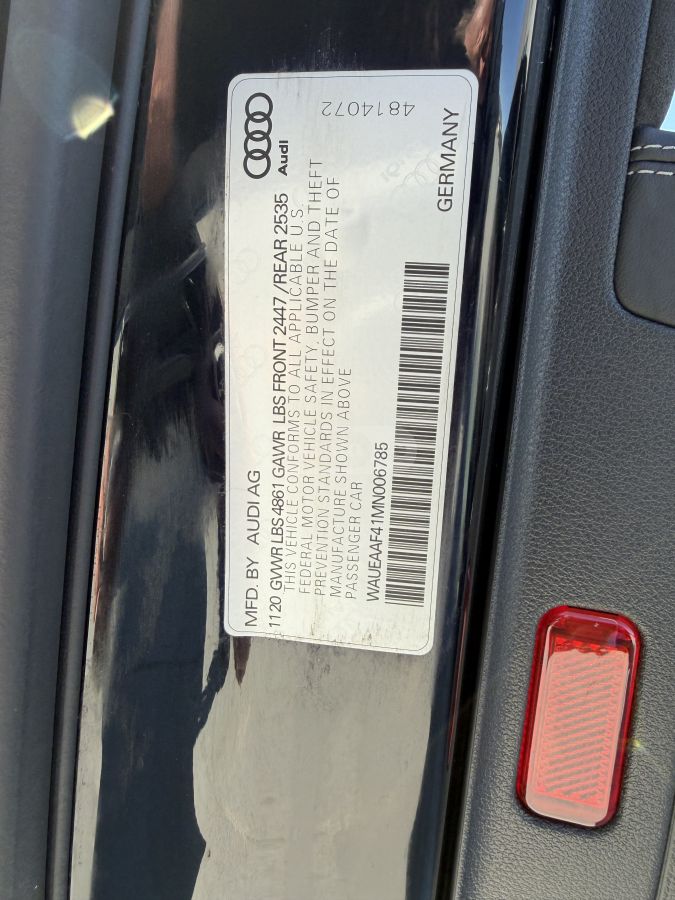 Audi
4814072
MFD. BY AUDI AG
1120 GVWR LBS4861 GAWR LBS FRONT 2447 /REAR 2535
THIS VEHICLE CONFORMS TO ALL APPLICABLE U.S.
FEDERAL MOTOR VEHICLE SAFETY, BUMPER AND THEFT
PREVENTION STANDARDS IN EFFECT ON THE DATE OF
MANUFACTURE SHOWN ABOVE
PASSENGER CAR
WAUEAAF41MN006785
GERMANY